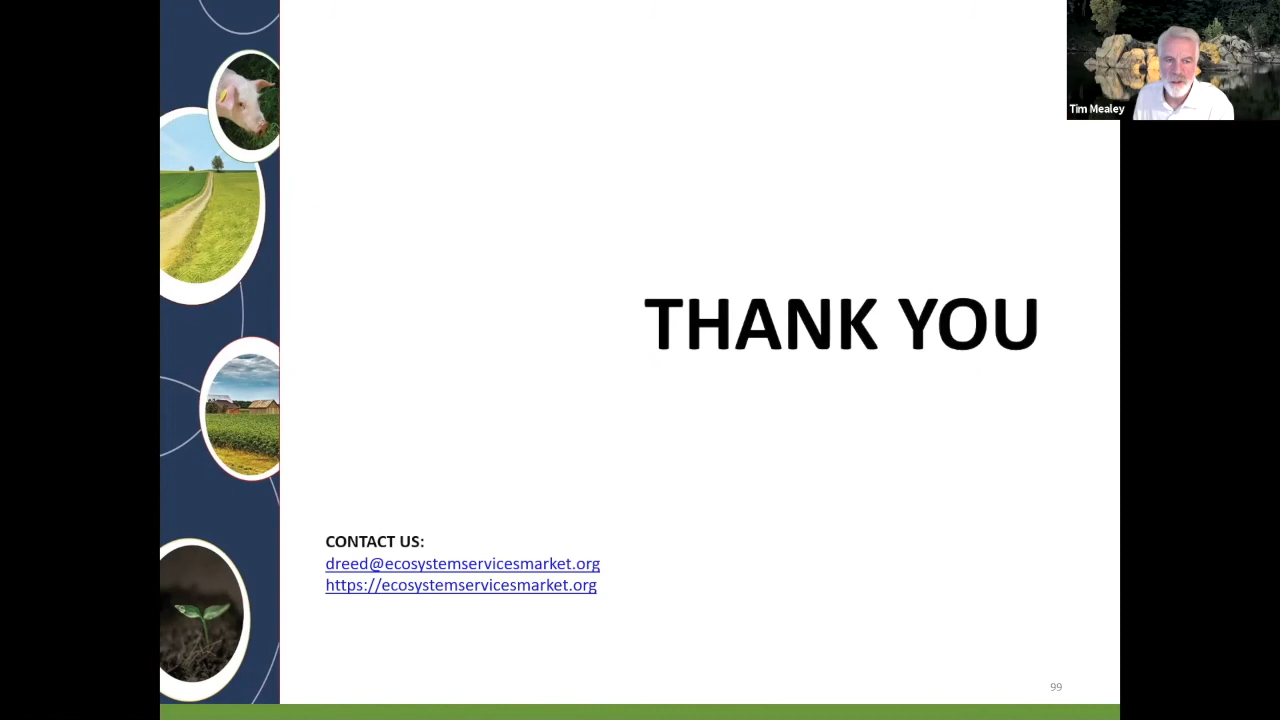 Tim Mealey
THANK YOU
CONTACT US:
dreed@ecosystemservicesmarket.org
https://ecosystemservicesmarket.org
99